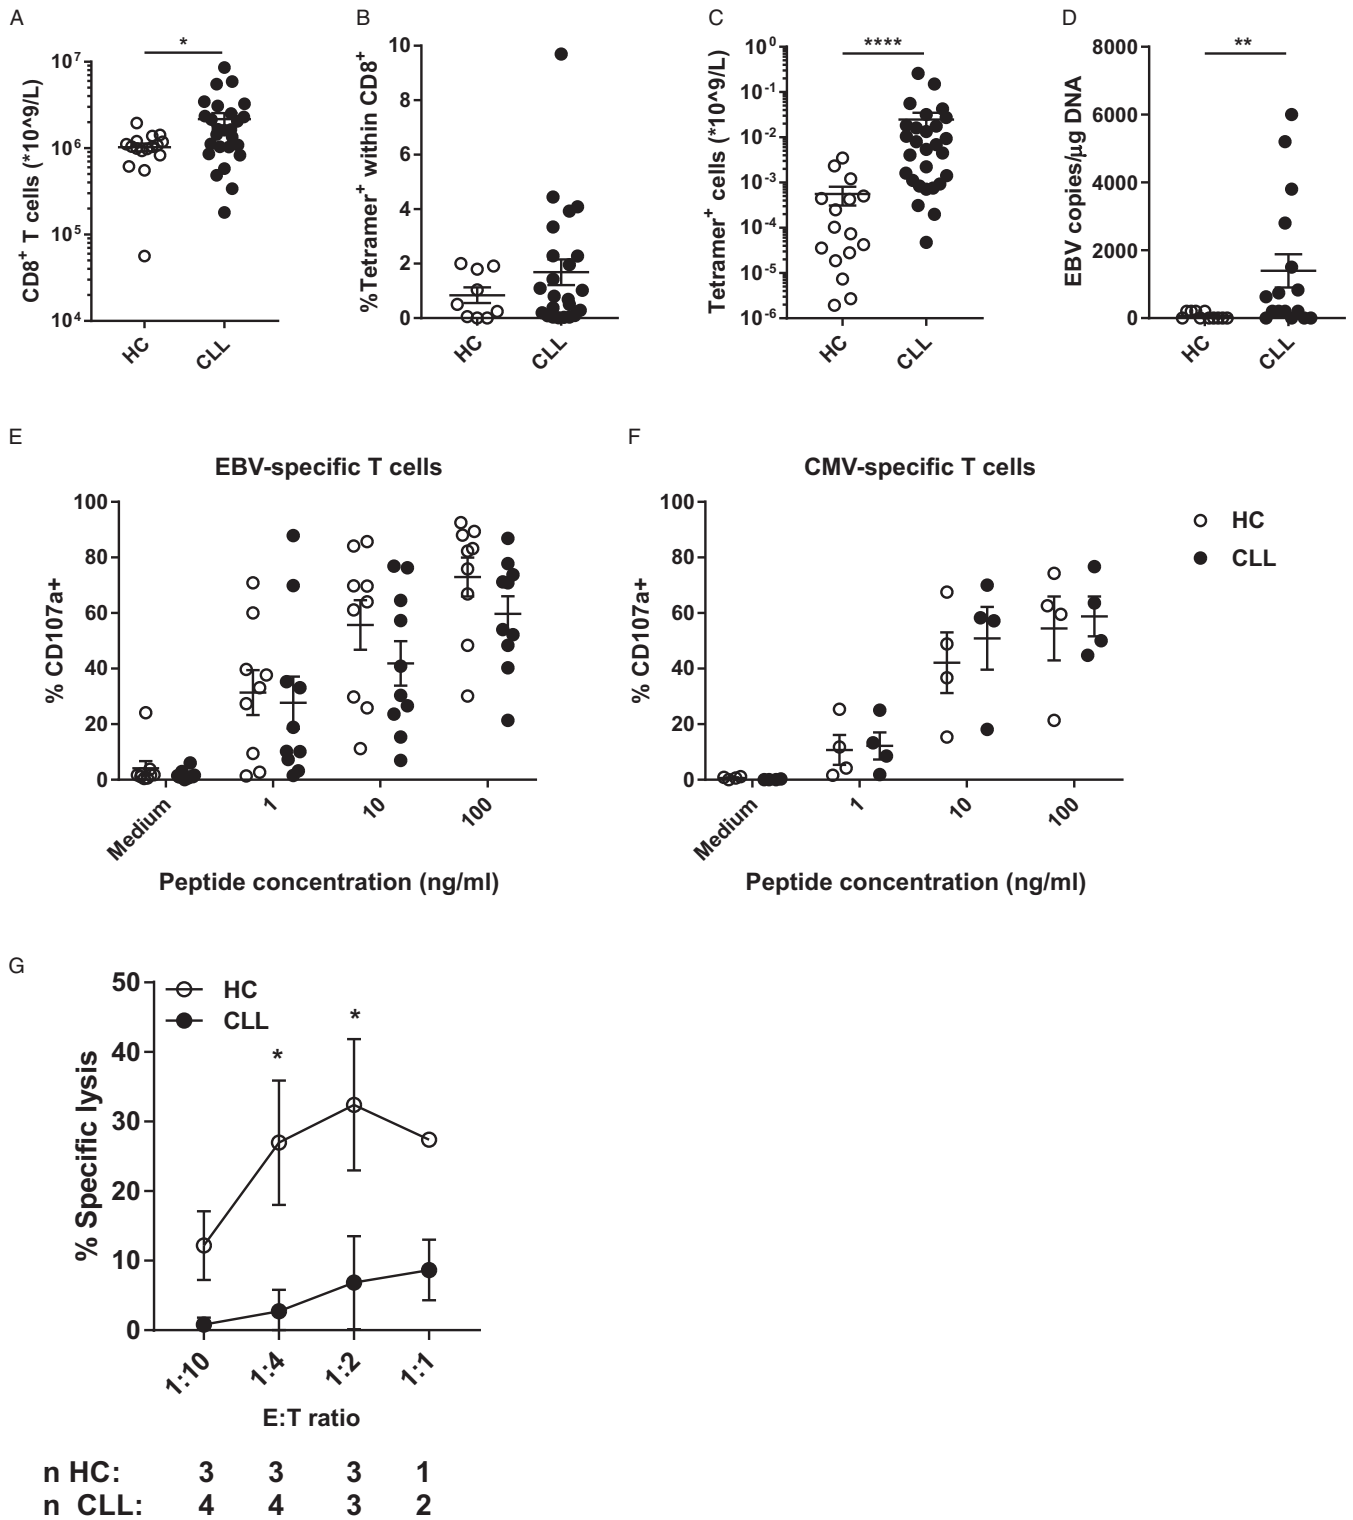 A
B
C
D
*
****
**
CD8+ T cells (*10^9/L)
10^7
10^6
10^5
10^4
HC
CLL
%Tetramer+ within CD8+
10
8
6
4
2
0
HC
CLL
Tetramer+ cells (*10^9/L)
10^0
10^-1
10^-2
10^-3
10^-4
10^-5
10^-6
HC
CLL
EBV copies/µg DNA
8000
6000
4000
2000
0
HC
CLL
E
EBV-specific T cells
% CD107a+
100
80
60
40
20
0
Medium
1
10
100
Peptide concentration (ng/ml)
F
CMV-specific T cells
% CD107a+
100
80
60
40
20
0
Medium
1
10
100
Peptide concentration (ng/ml)
HC
CLL
G
HC
CLL
*
*
% Specific lysis
50
40
30
20
10
0
1:10
1:4
1:2
1:1
E:T ratio
n HC: 3 3 3 1
n CLL: 4 4 3 2